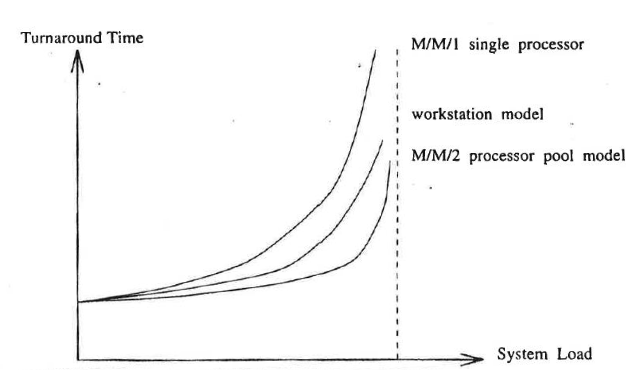 Turnaround Time
M/M/1 single processor
workstation model
M/M/2 processor pool model
System Load